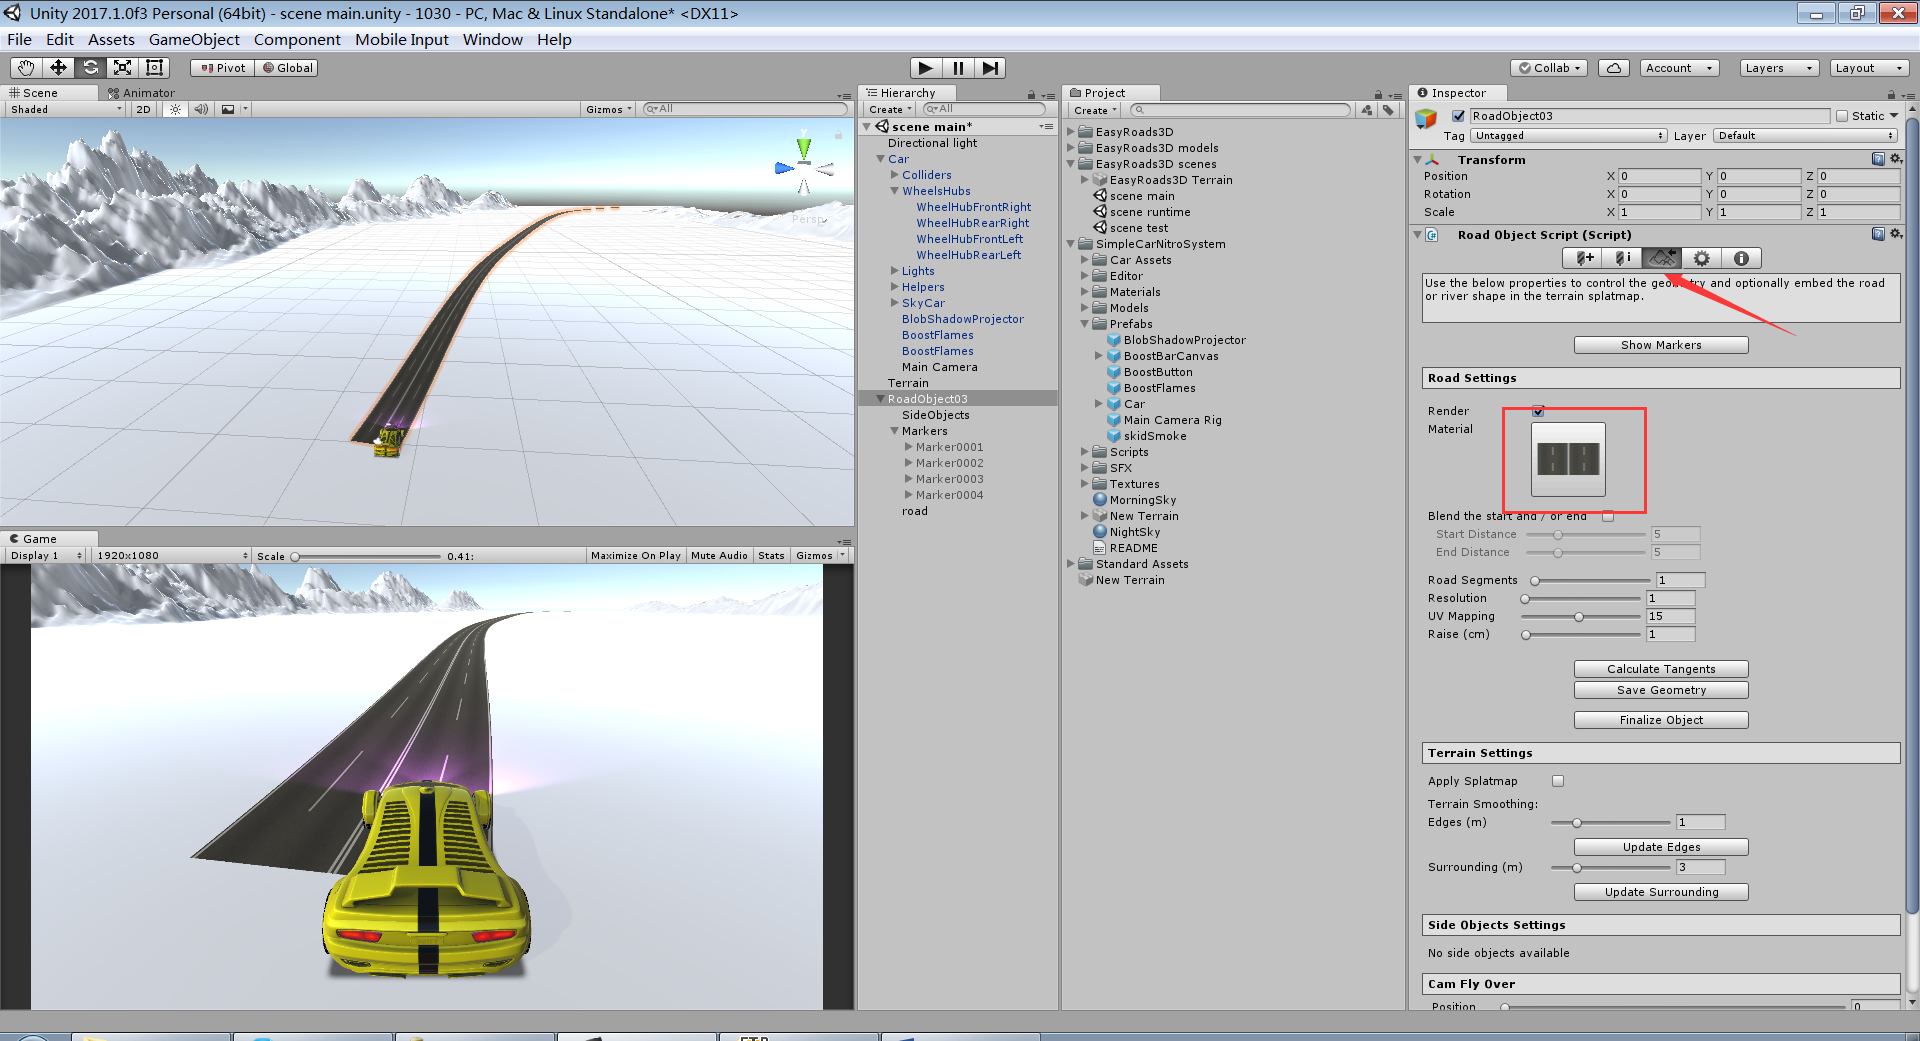 Unity 2017.1.0f3 Personal (64bit) - scene main.unity - 1030 - PC, Mac & Linux Standalone* <DX11>
File Edit Assets GameObject Component Mobile Input Window Help
Pivot Global Collab Account Layers Layout
Scene Animator
Shaded 2D Gizmos All
y
Persp
Game
Display 1 1920x1080 Scale 0.41: Maximize On Play Mute Audio Stats Gizmos
Hierarchy
Create All
scene main*
Directional light
Car
Colliders
WheelsHubs
WheelHubFrontRight
WheelHubRearRight
WheelHubFrontLeft
WheelHubRearLeft
Lights
Helpers
SkyCar
BlobShadowProjector
BoostFlames
BoostFlames
Main Camera
Terrain
RoadObject03
SideObjects
Markers
Marker0001
Marker0002
Marker0003
Marker0004
road
Project
Create
EasyRoads3D
EasyRoads3D models
EasyRoads3D scenes
EasyRoads3D Terrain
scene main
scene runtime
scene test
SimpleCarNitroSystem
Car Assets
Editor
Materials
Models
Prefabs
BlobShadowProjector
BoostBarCanvas
BoostButton
BoostFlames
Car
Main Camera Rig
skidSmoke
Scripts
SFX
Textures
MorningSky
New Terrain
NightSky
README
Standard Assets
New Terrain
Inspector
RoadObject03 Static
Tag Untagged Layer Default
Transform
Position X 0 Y 0 Z 0
Rotation X 0 Y 0 Z 0
Scale X 1 Y 1 Z 1
Road Object Script (Script)
Use the below properties to control the geometry and optionally embed the road
or river shape in the terrain splatmap.
Show Markers
Road Settings
Render
Material
Blend the start and / or end
Start Distance 5
End Distance 5
Road Segments 1
Resolution 1
UV Mapping 15
Raise (cm) 1
Calculate Tangents
Save Geometry
Finalize Object
Terrain Settings
Apply Splatmap
Terrain Smoothing:
Edges (m) 1
Update Edges
Surrounding (m) 3
Update Surrounding
Side Objects Settings
No side objects available
Cam Fly Over
Position 0